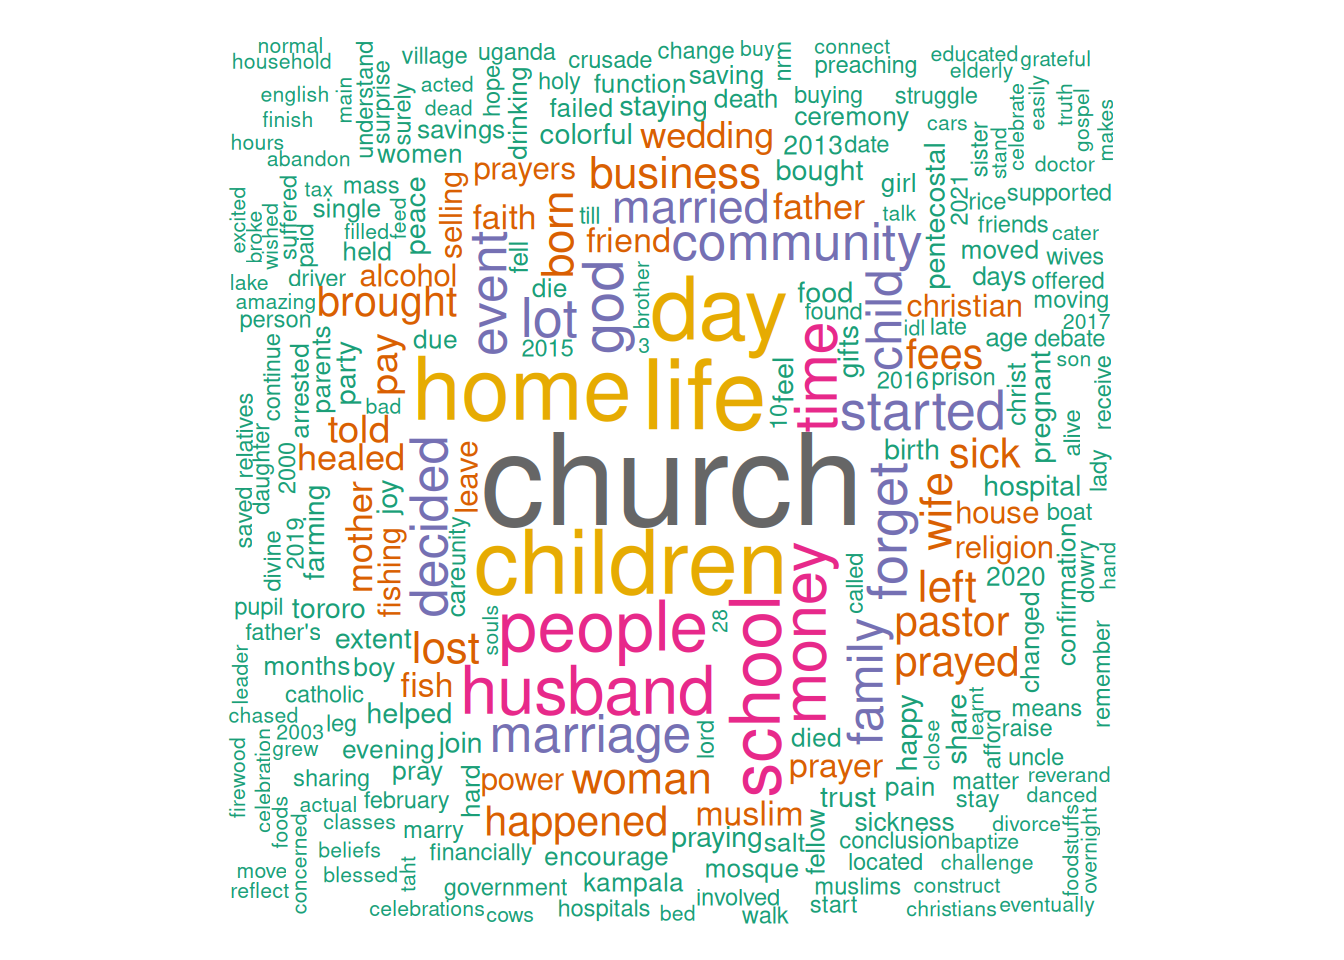 church
day
home
life
children
people
husband
school
money
time
community
married
event
god
lot
child
started
decided
forget
family
marriage
business
wedding
prayers
faith
selling
born
friend
father
alcohol
brought
pay
told
healed
leave
mother
fishing
lost
fish
power
woman
happened
muslim
prayer
prayed
pastor
left
religion
house
wife
sick
fees
christian
normal
household
village
uganda
crusade
change
buy
nrm
connect
preaching
educated
elderly
grateful
english
finish
hours
main
understand
surprise
surely
acted
dead
hope
holy
function
saving
failed
staying
death
buying
struggle
easily
truth
gospel
makes
abandon
savings
women
drinking
colorful
ceremony
2013
date
cars
sister
stand
celebrate
doctor
excited
broke
wished
suffered
paid
tax
mass
single
filled
feed
held
peace
till
fell
bought
girl
talk
pentecostal
2021
rice
supported
friends
cater
wives
moved
days
offered
moving
2017
lake
driver
amazing
person
die
due
2015
brother
3
food
found
gifts
idl
late
age
debate
son
continue
arrested
parents
party
bad
10
feel
2016
prison
christ
pregnant
receive
alive
birth
hospital
lady
boat
saved
relatives
daughter
2000
joy
divine
2019
farming
careunity
called
2020
confirmation
dowry
hand
pupil
tororo
father's
extent
souls
28
changed
remember
leader
months
boy
catholic
chased
2003
leg
helped
grew
evening
join
lord
died
happy
close
share
learnt
afford
means
raise
uncle
firewood
celebration
foods
sharing
pray
hard
actual
february
classes
marry
trust
pain
matter
stay
reverand
danced
concerned
beliefs
financially
encourage
praying
salt
fellow
sickness
conclusion
baptize
divorce
foodstuffs
overnight
move
reflect
blessed
taht
government
kampala
mosque
located
challenge
involved
muslims
construct
celebrations
cows
hospitals
bed
walk
start
christians
eventually